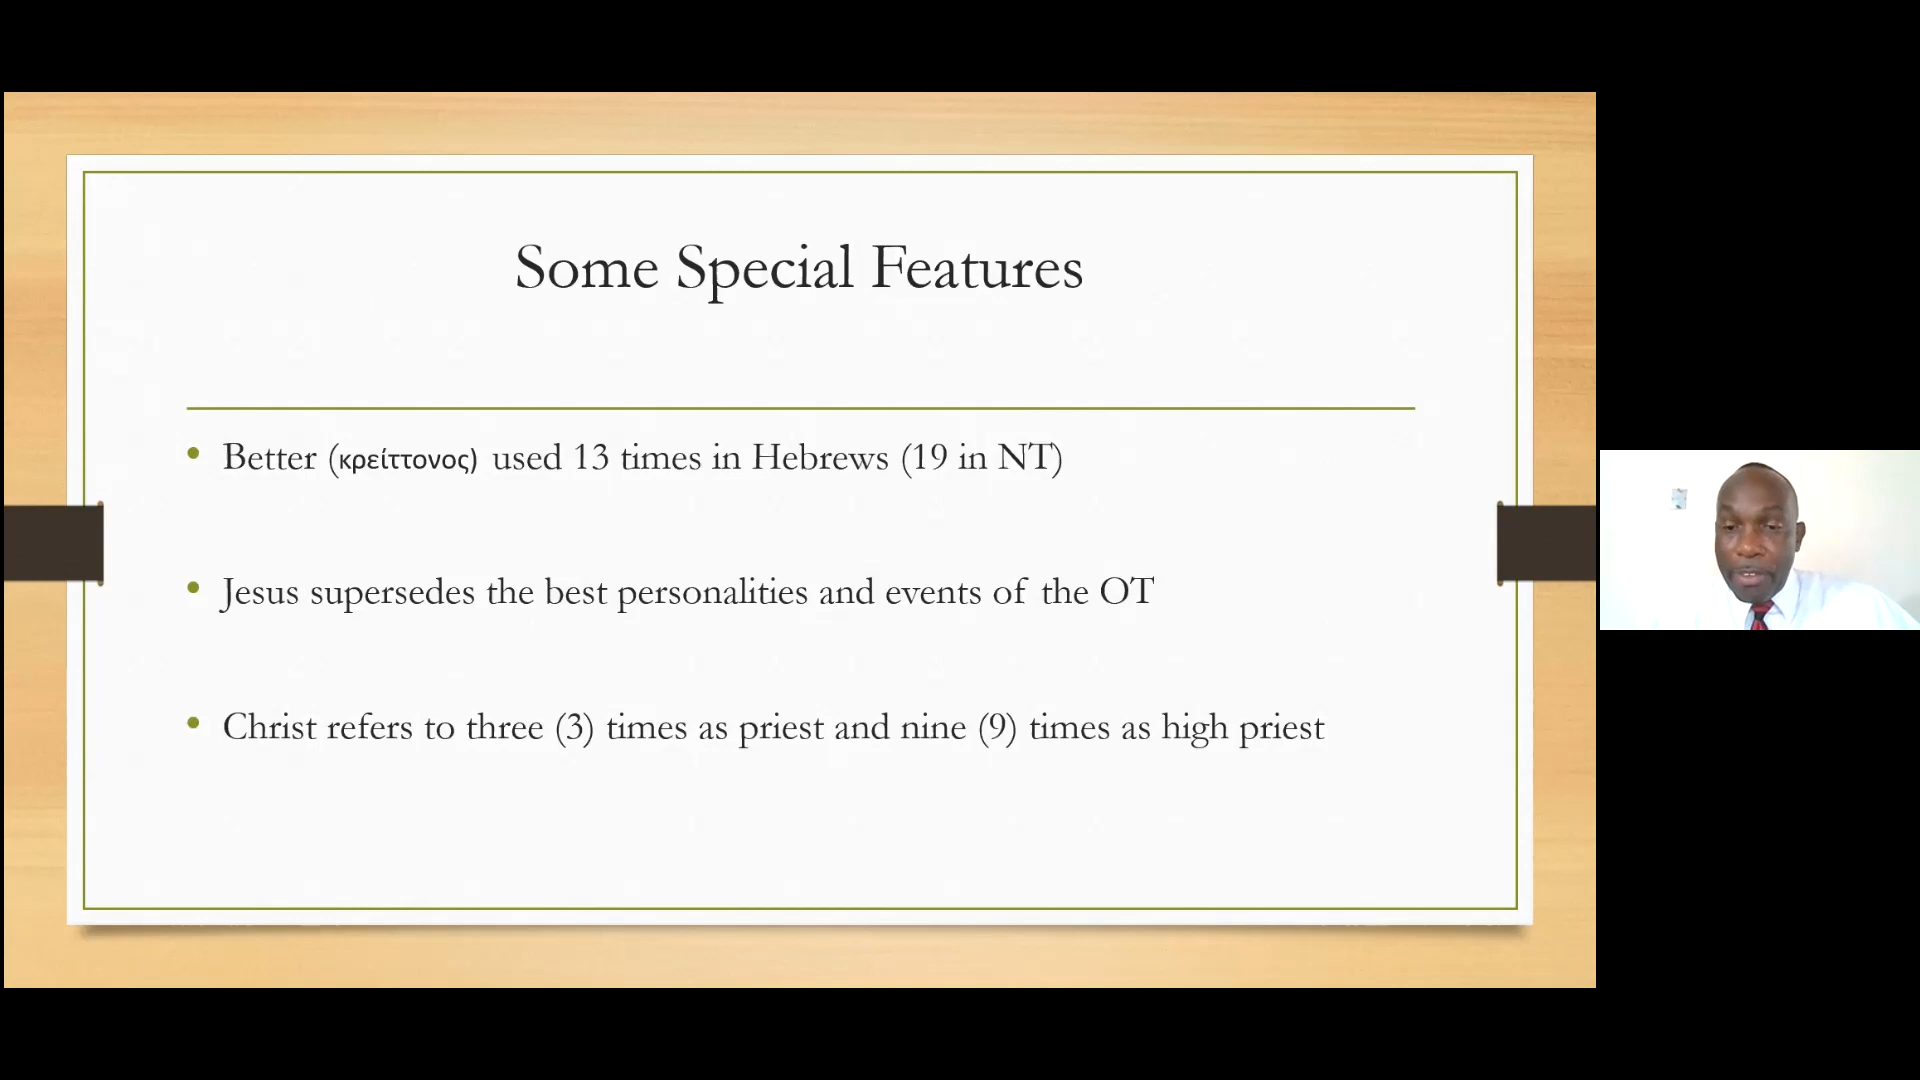 Some Special Features
• Better (κρείττονος) used 13 times in Hebrews (19 in NT)
• Jesus supersedes the best personalities and events of the OT
• Christ refers to three (3) times as priest and nine (9) times as high priest